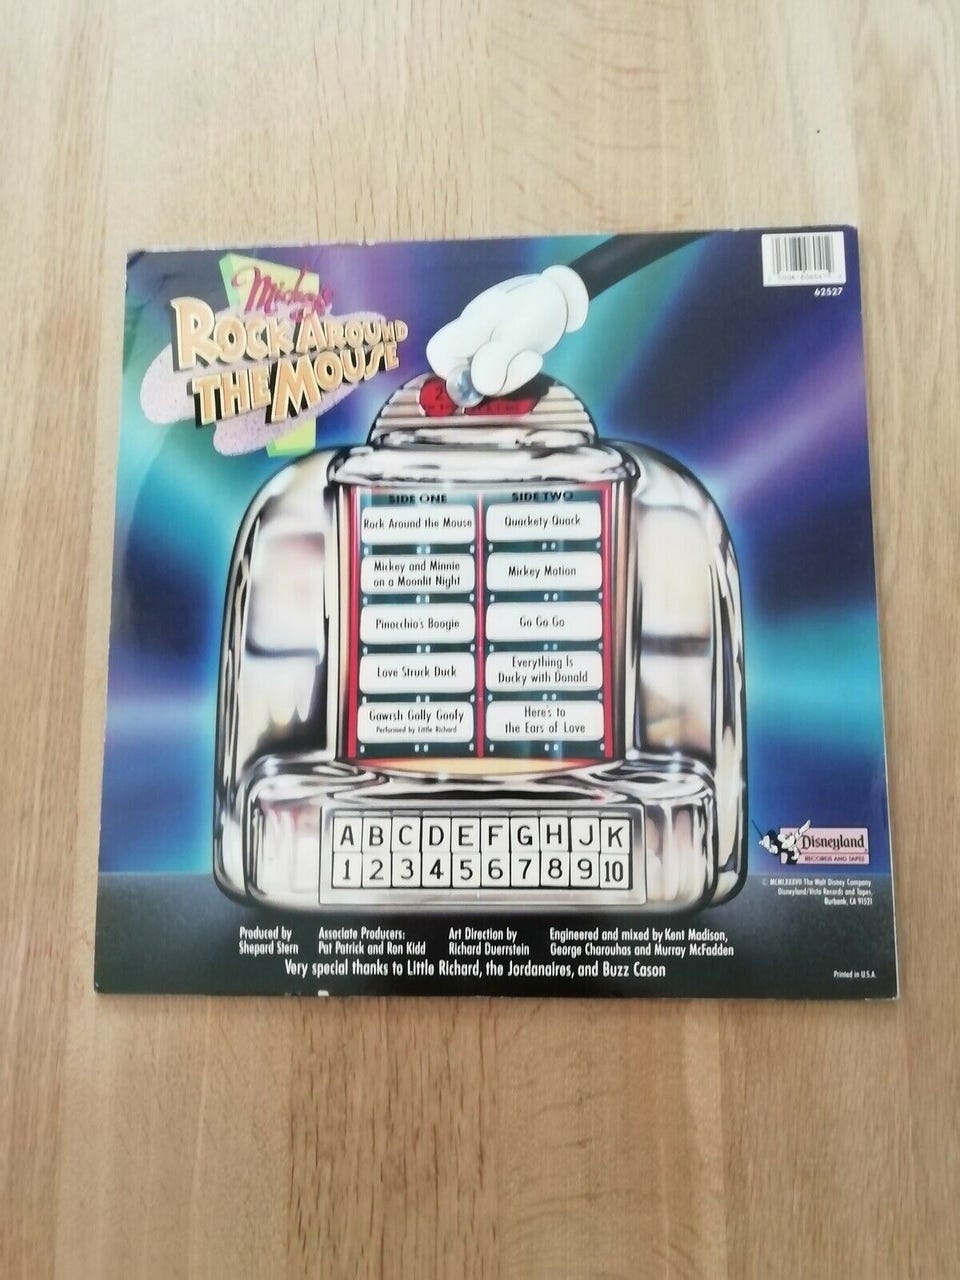 Mickey's
ROCK AROUND
THE MOUSE
62527
2
SIDE ONE
Rock Around the Mouse
Mickey and Minnie
on a Moonlit Night
Pinocchio's Boogie
Love Struck Duck
Gawrsh Golly Goofy
Performed by Little Richard
SIDE TWO
Quackety Quack
Mickey Motion
Go Go Go
Everything Is
Ducky with Donald
Here's to
the Ears of Love
A B C D E F G H J K
1 2 3 4 5 6 7 8 9 10
Disneyland
RECORDS AND TAPES
© MCMLXXXVII The Walt Disney Company
Disneyland/Vista Records and Tapes,
Burbank, CA 91521
Produced by
Shepard Stern
Associate Producers:
Pat Patrick and Ron Kidd
Art Direction by
Richard Duerrstein
Engineered and mixed by Kent Madison,
George Charouhas and Murray McFadden
Very special thanks to Little Richard, the Jordanaires, and Buzz Cason
Printed in U.S.A.